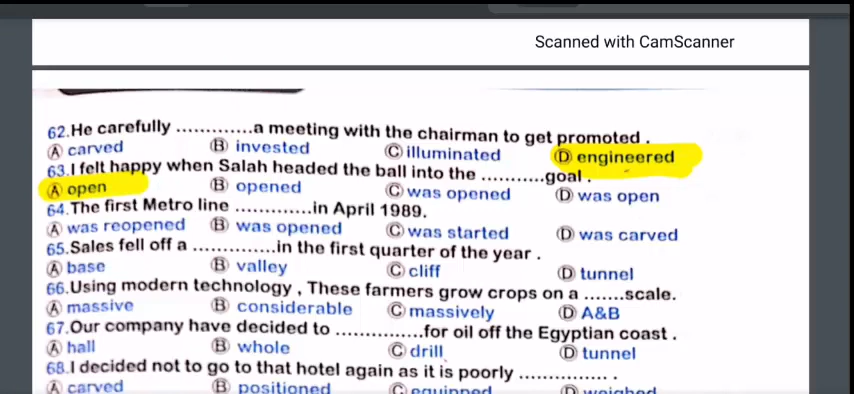 Scanned with CamScanner
62.He carefully .............a meeting with the chairman to get promoted .
Ⓐ carved Ⓑ invested Ⓒ illuminated Ⓓ engineered
63.I felt happy when Salah headed the ball into the ...........goal .
Ⓐ open Ⓑ opened Ⓒ was opened Ⓓ was open
64.The first Metro line .............in April 1989.
Ⓐ was reopened Ⓑ was opened Ⓒ was started Ⓓ was carved
65.Sales fell off a ..............in the first quarter of the year .
Ⓐ base Ⓑ valley Ⓒ cliff Ⓓ tunnel
66.Using modern technology , These farmers grow crops on a .......scale.
Ⓐ massive Ⓑ considerable Ⓒ massively Ⓓ A&B
67.Our company have decided to ...............for oil off the Egyptian coast .
Ⓐ hall Ⓑ whole Ⓒ drill Ⓓ tunnel
68.I decided not to go to that hotel again as it is poorly ................ .
Ⓐ carved Ⓑ positioned Ⓒ equipped Ⓓ weighed